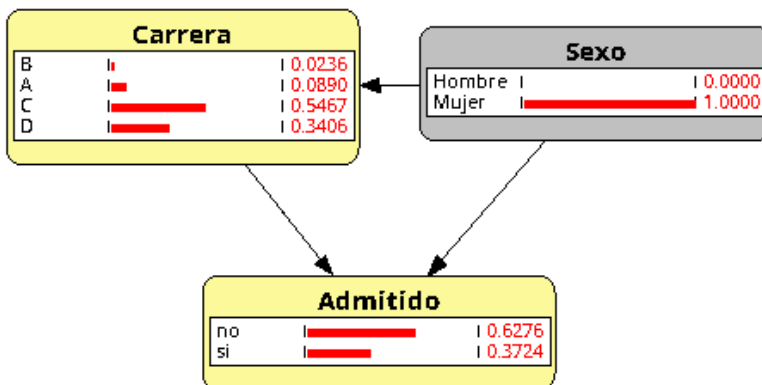 Carrera
B 0.0236
A 0.0890
C 0.5467
D 0.3406
Sexo
Hombre 0.0000
Mujer 1.0000
Admitido
no 0.6276
si 0.3724